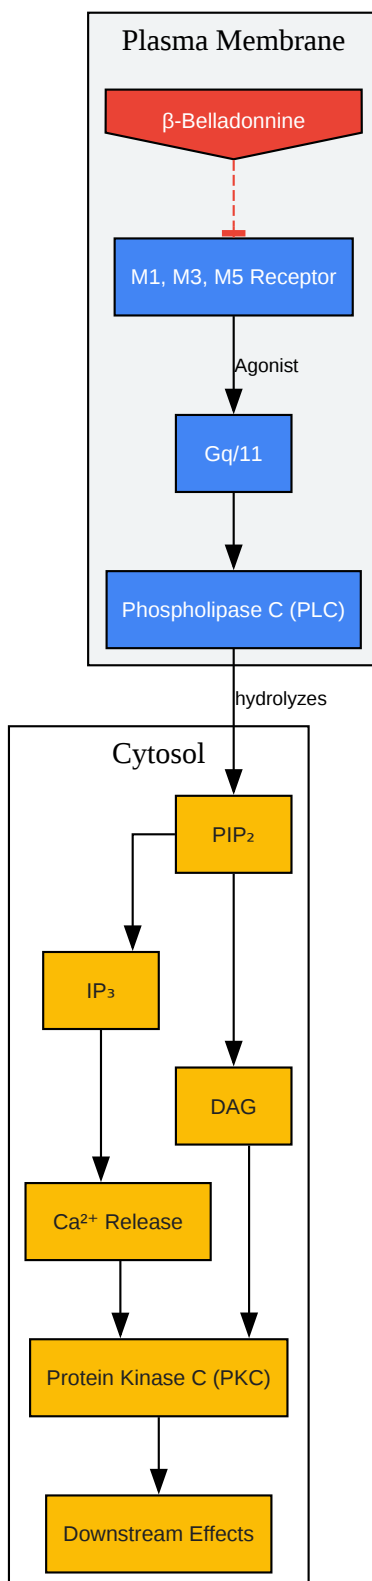 Plasma Membrane
β-Belladonnine
M1, M3, M5 Receptor
Agonist
Gq/11
Phospholipase C (PLC)
hydrolyzes
Cytosol
PIP₂
IP₃
DAG
Ca²⁺ Release
Protein Kinase C (PKC)
Downstream Effects